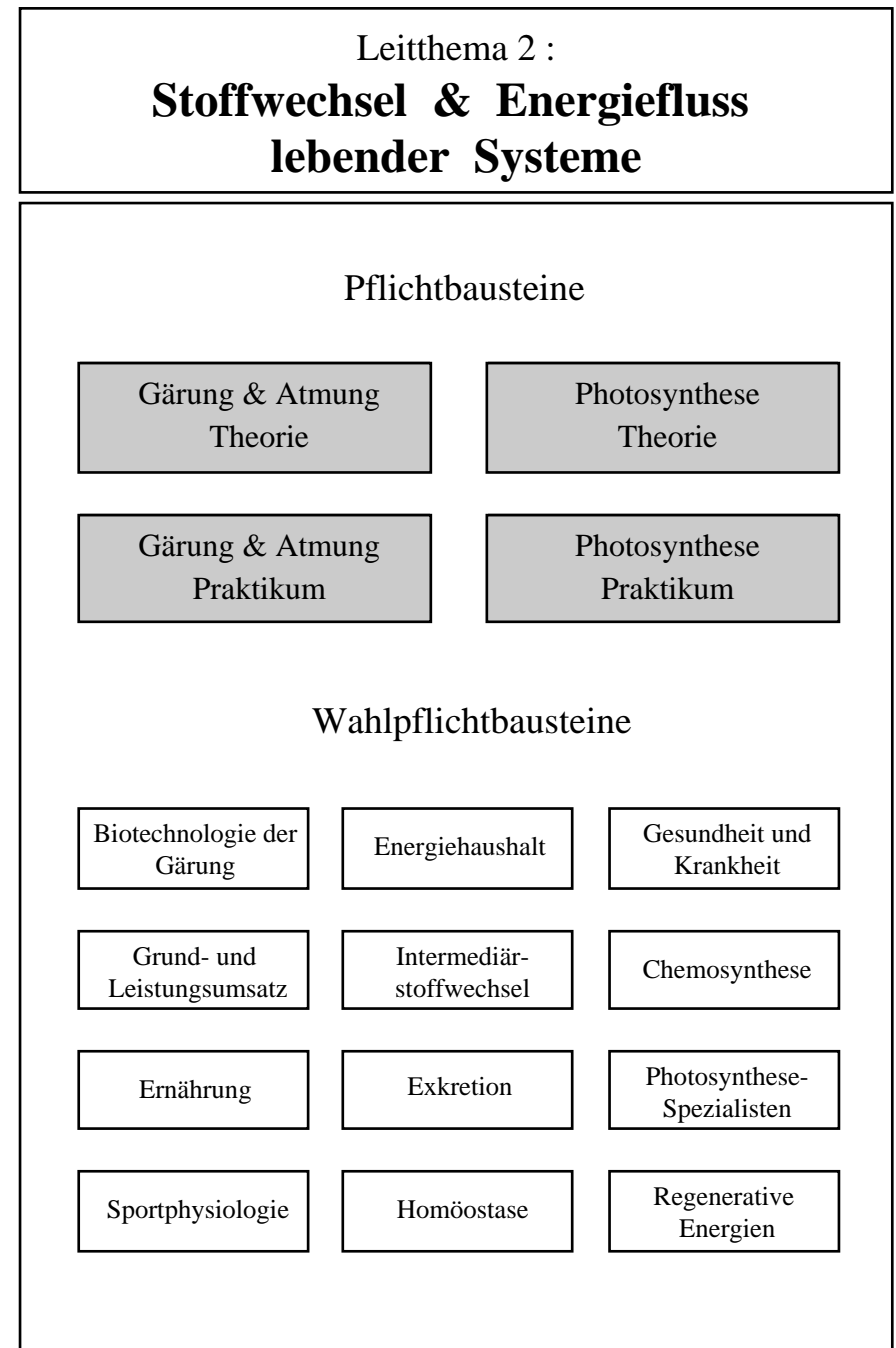 Leitthema 2 :
Stoffwechsel & Energiefluss
lebender Systeme
Pflichtbausteine
Gärung & Atmung
Theorie
Photosynthese
Theorie
Gärung & Atmung
Praktikum
Photosynthese
Praktikum
Wahlpflichtbausteine
Biotechnologie der
Gärung
Energiehaushalt
Gesundheit und
Krankheit
Grund- und
Leistungsumsatz
Intermediär-
stoffwechsel
Chemosynthese
Ernährung
Exkretion
Photosynthese-
Spezialisten
Sportphysiologie
Homöostase
Regenerative
Energien